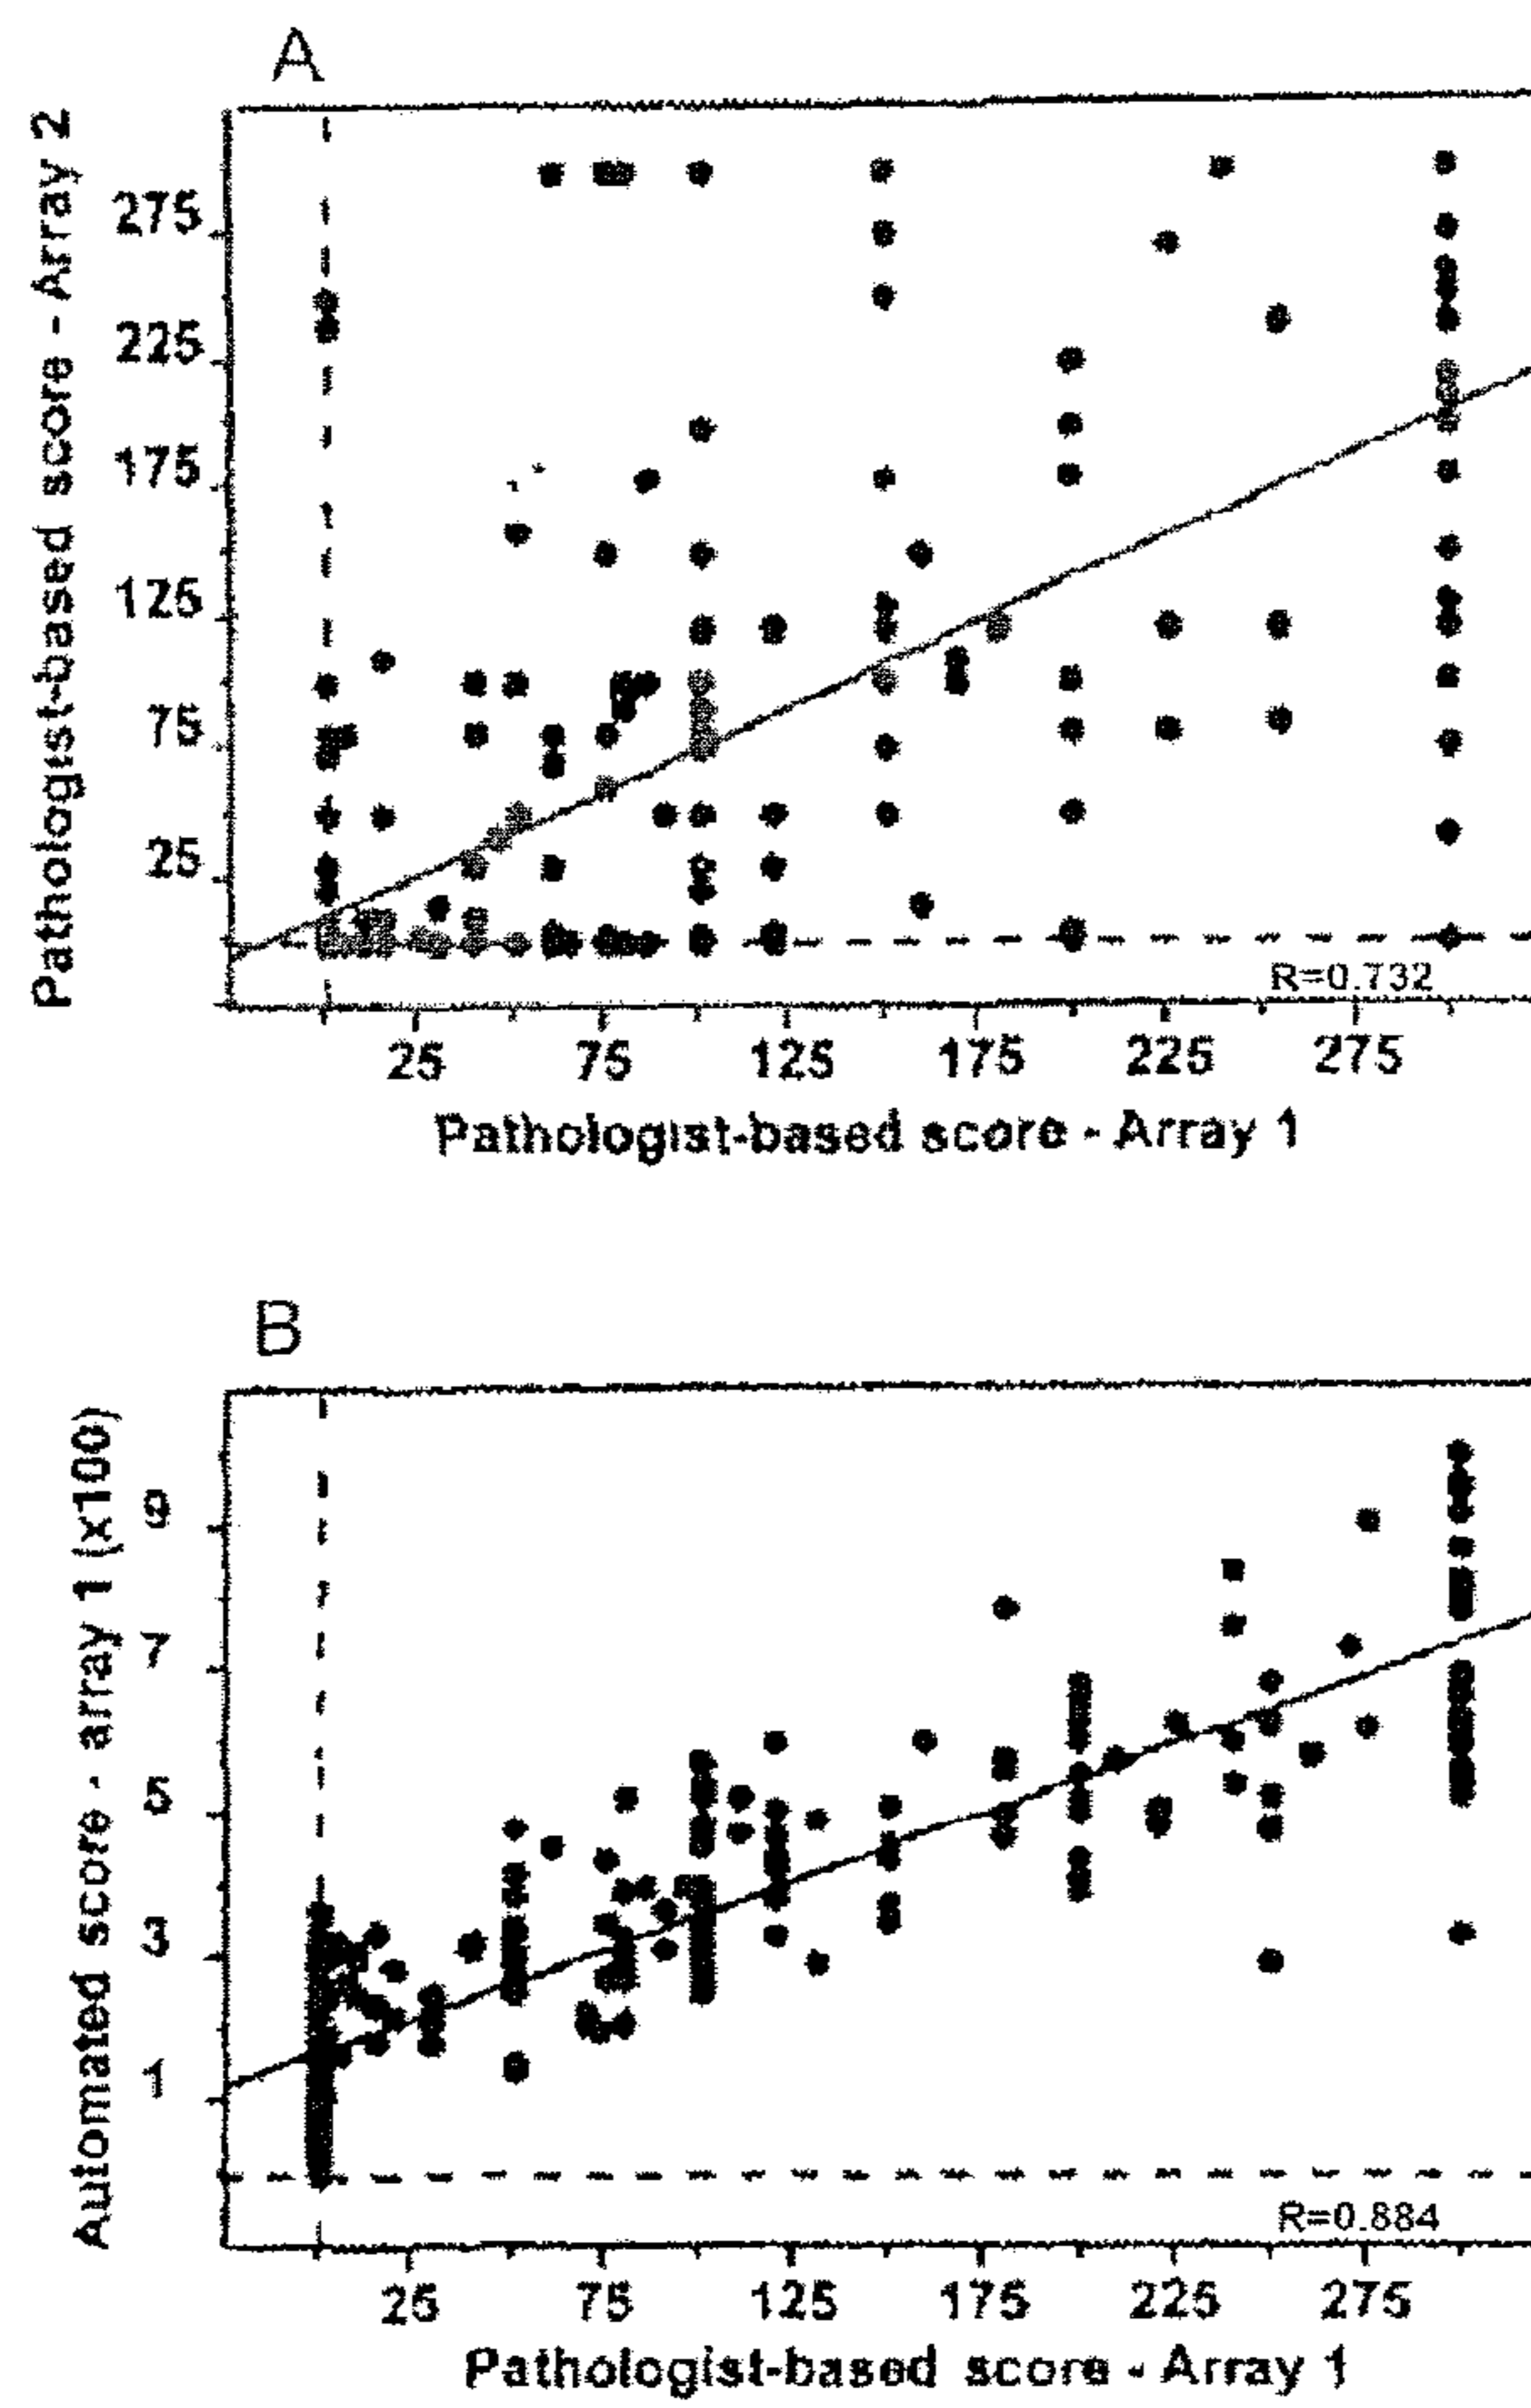 A
Pathologist-based score - Array 2
275
225
175
125
75
25
R=0.732
25 75 125 175 225 275
Pathologist-based score - Array 1
B
Automated score - array 1 (x100)
9
7
5
3
1
R=0.884
25 75 125 175 225 275
Pathologist-based score - Array 1